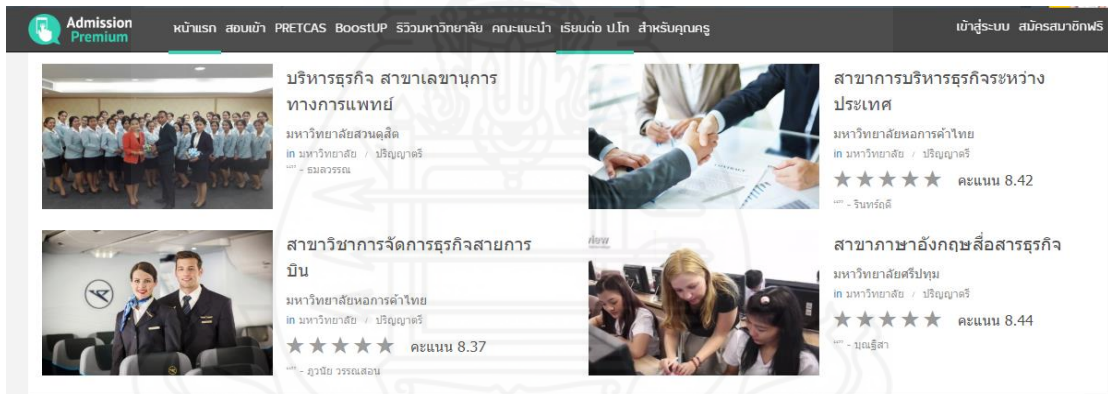 Admission
Premium
หน้าแรก สอบเข้า PRETCAS BoostUP รีวิวมหาวิทยาลัย คณะแนะนำ เรียนต่อ ป.โท สำหรับคุณครู
เข้าสู่ระบบ สมัครสมาชิกฟรี
บริหารธุรกิจ สาขาเลขานุการ
ทางการแพทย์
มหาวิทยาลัยสวนดุสิต
in มหาวิทยาลัย / ปริญญาตรี
"" - ธมลวรรณ
สาขาการบริหารธุรกิจระหว่าง
ประเทศ
มหาวิทยาลัยหอการค้าไทย
in มหาวิทยาลัย / ปริญญาตรี
คะแนน 8.42
"" - รินทร์ฤดี
สาขาวิชาการจัดการธุรกิจสายการ
บิน
มหาวิทยาลัยหอการค้าไทย
in มหาวิทยาลัย / ปริญญาตรี
คะแนน 8.37
"" - ภูวนัย วรรณสอน
view
สาขาภาษาอังกฤษสื่อสารธุรกิจ
มหาวิทยาลัยศรีปทุม
in มหาวิทยาลัย / ปริญญาตรี
คะแนน 8.44
"" - บุณฐิสา